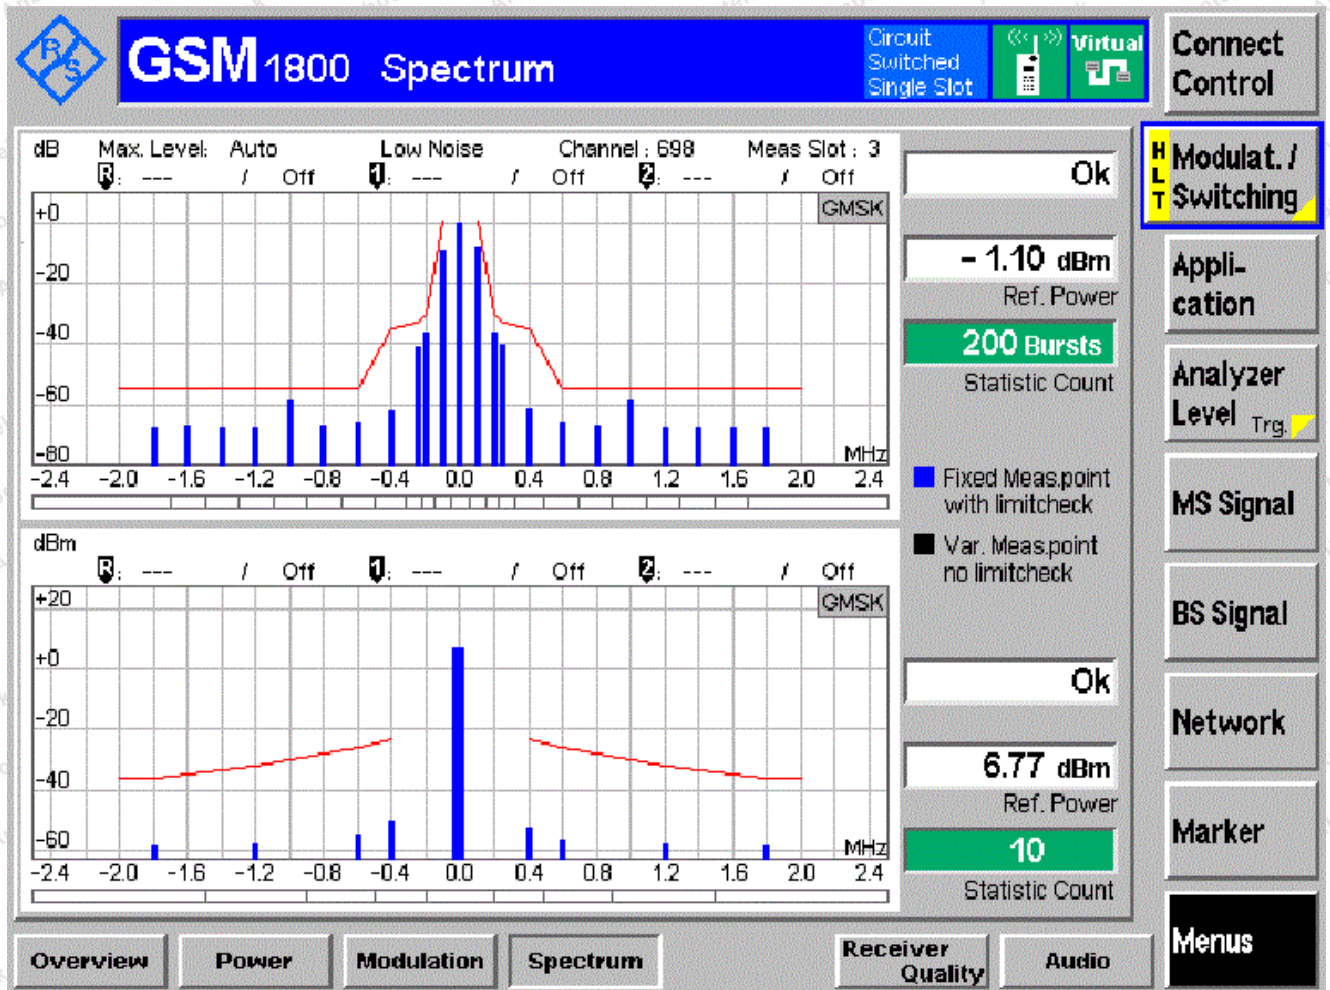 R/S
GSM 1800 Spectrum
Circuit
Switched
Single Slot
Virtual
Connect
Control
dB Max. Level: Auto Low Noise Channel : 698 Meas Slot : 3
R : --- / Off 1 : --- / Off 2 : --- / Off
GMSK
+0
-20
-40
-60
-80
MHz
-2.4 -2.0 -1.6 -1.2 -0.8 -0.4 0.0 0.4 0.8 1.2 1.6 2.0 2.4
Ok
- 1.10 dBm
Ref. Power
200 Bursts
Statistic Count
Fixed Meas.point
with limitcheck
Var. Meas.point
no limitcheck
dBm
R : --- / Off 1 : --- / Off 2 : --- / Off
GMSK
+20
+0
-20
-40
-60
MHz
-2.4 -2.0 -1.6 -1.2 -0.8 -0.4 0.0 0.4 0.8 1.2 1.6 2.0 2.4
Ok
6.77 dBm
Ref. Power
10
Statistic Count
HLT
Modulat. /
Switching
Appli-
cation
Analyzer
Level Trg.
MS Signal
BS Signal
Network
Marker
Menus
Overview Power Modulation Spectrum Receiver
Quality Audio